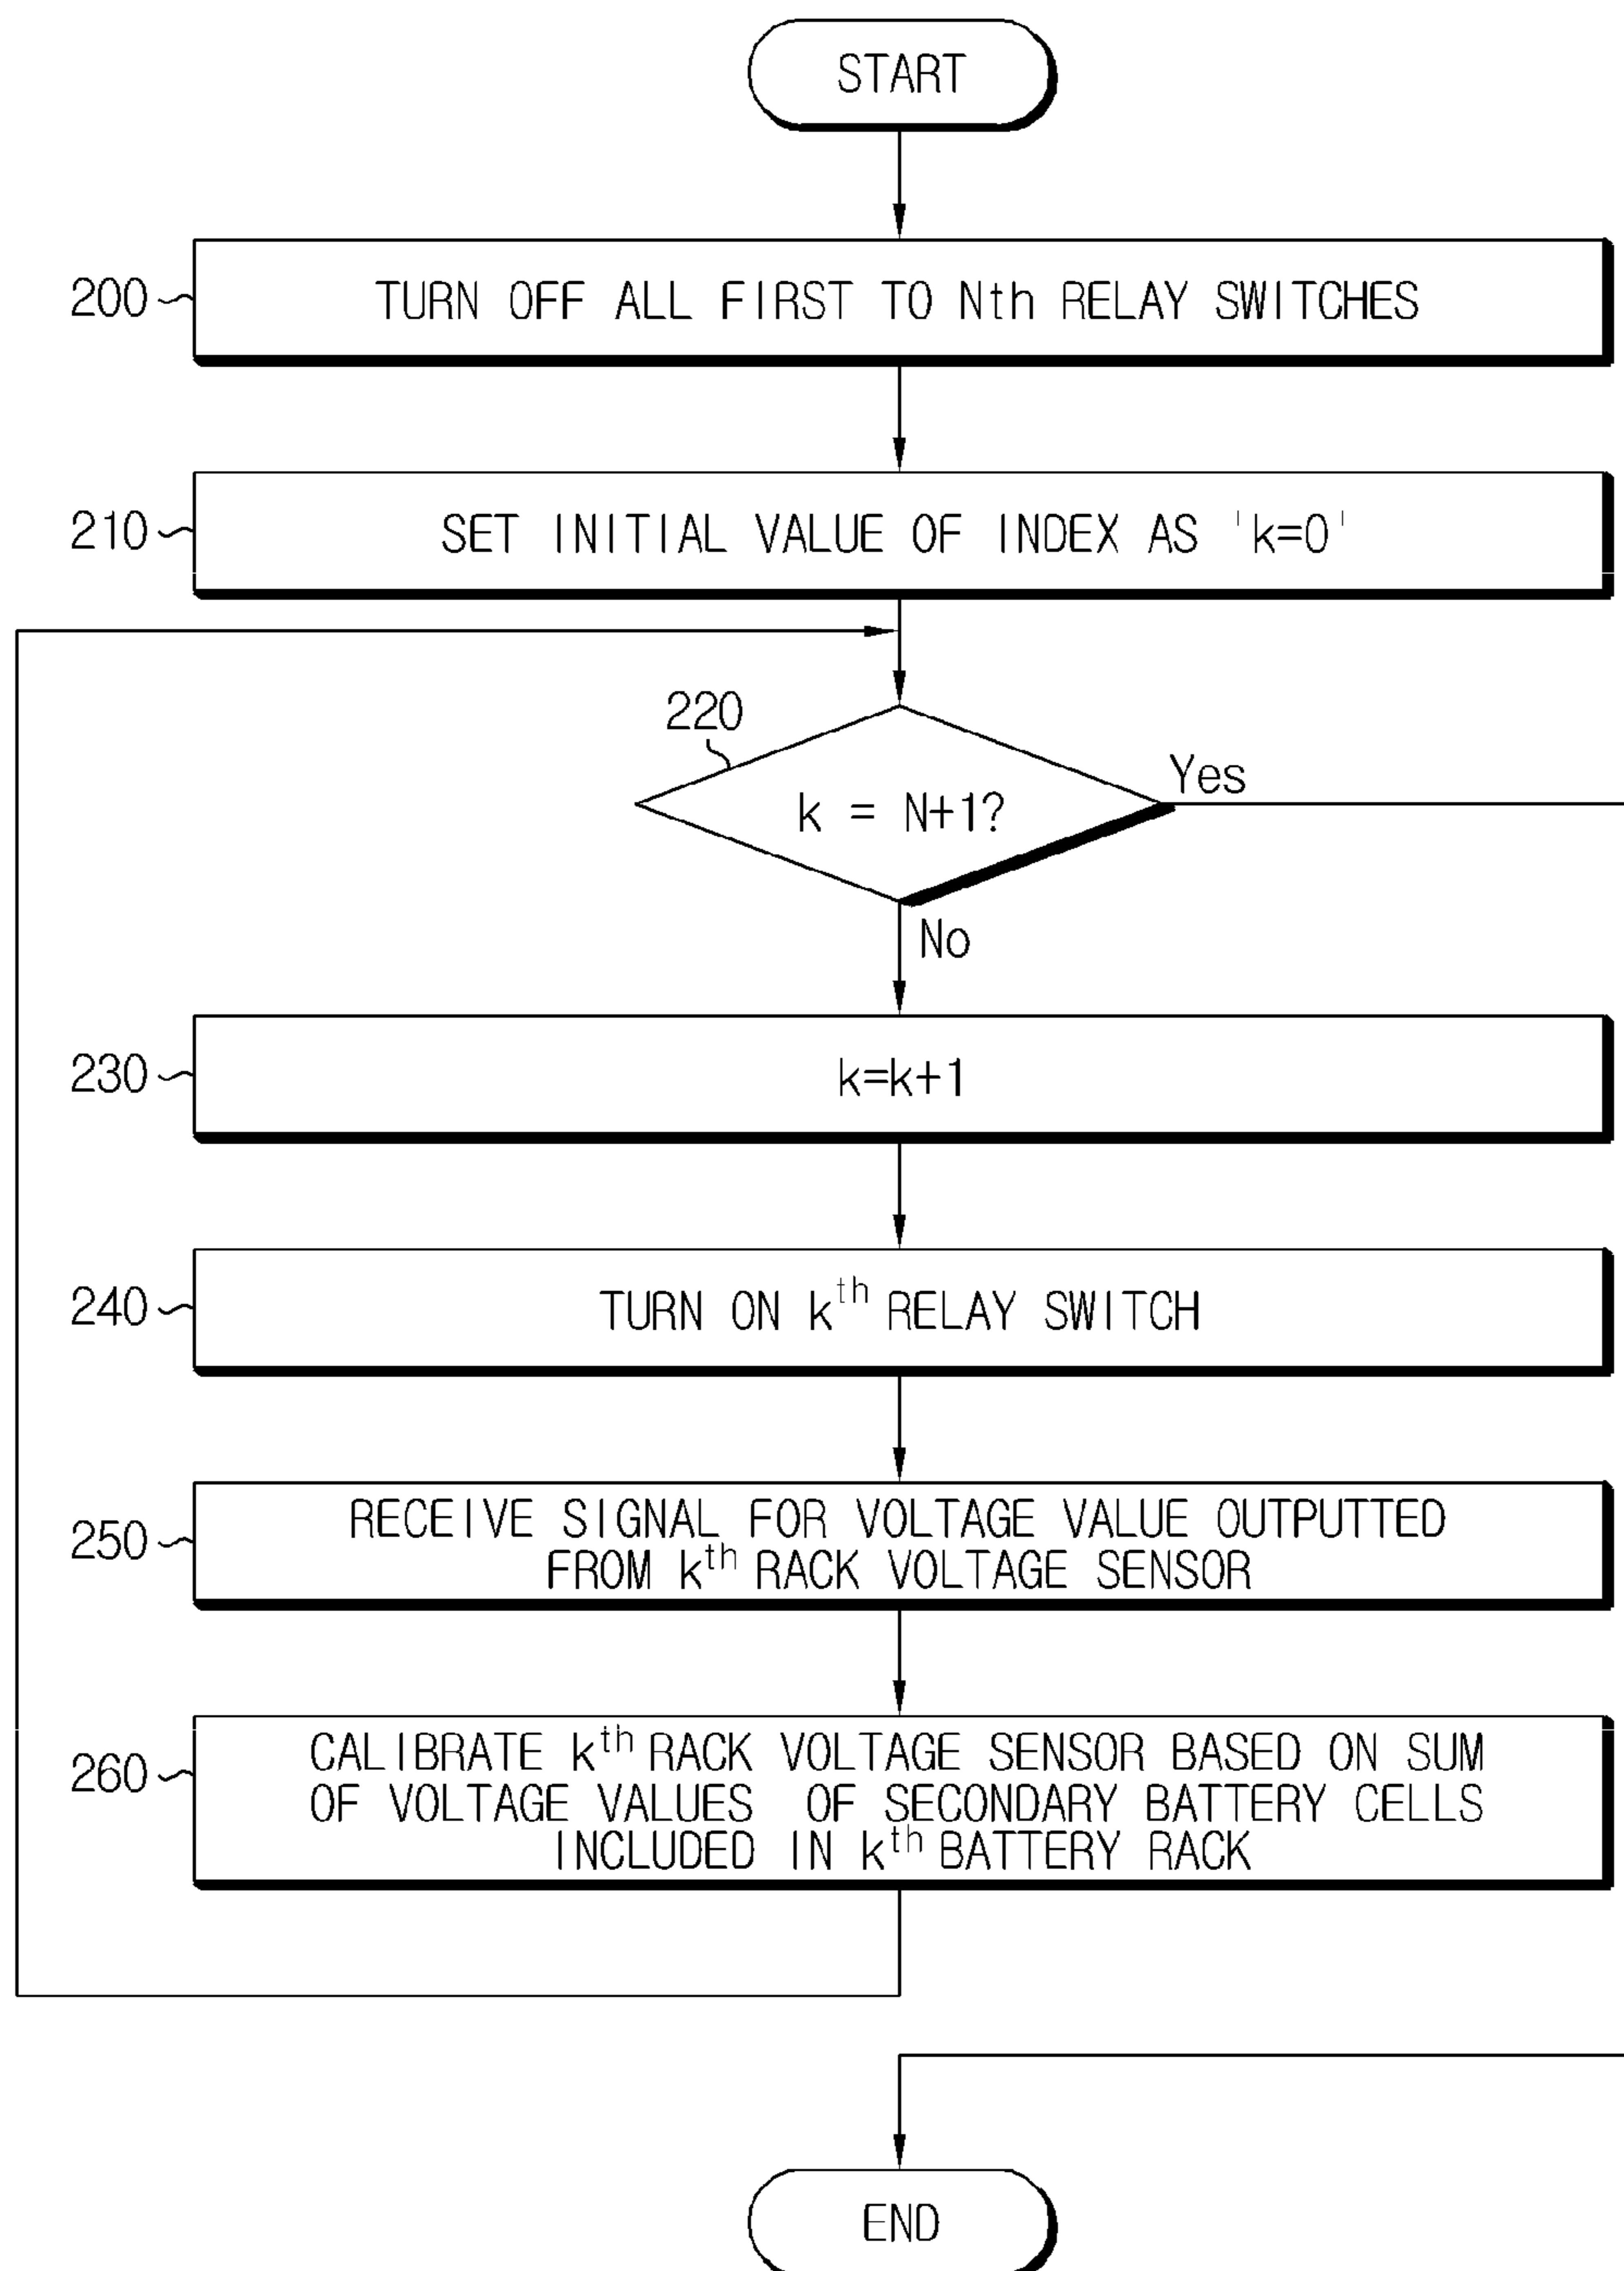 START
200
TURN OFF ALL FIRST TO Nth RELAY SWITCHES
210
SET INITIAL VALUE OF INDEX AS 'k=0'
220
k = N+1?
Yes
No
230
k=k+1
240
TURN ON kth RELAY SWITCH
250
RECEIVE SIGNAL FOR VOLTAGE VALUE OUTPUTTED
FROM kth RACK VOLTAGE SENSOR
260
CALIBRATE kth RACK VOLTAGE SENSOR BASED ON SUM
OF VOLTAGE VALUES OF SECONDARY BATTERY CELLS
INCLUDED IN kth BATTERY RACK
END